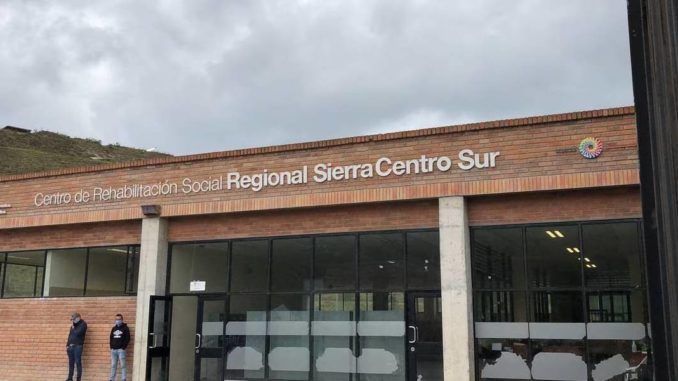 Centro de Rehabilitación Social Regional Sierra Centro Sur